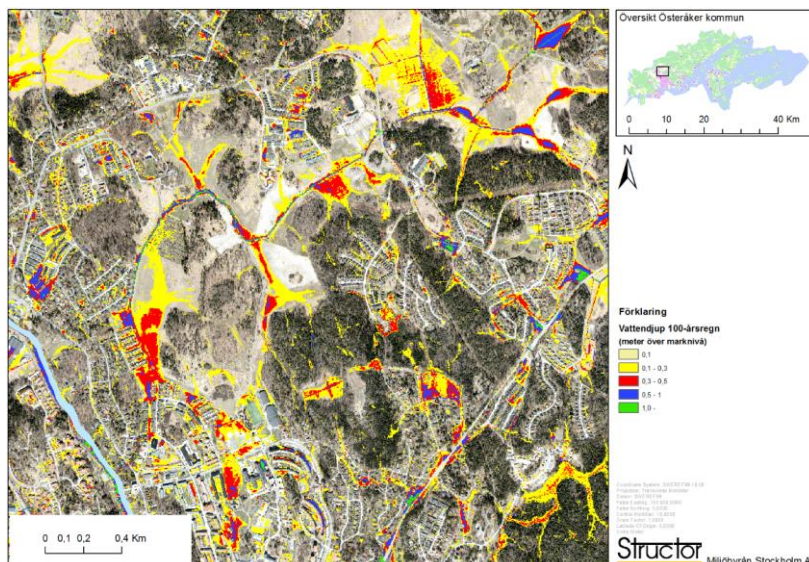 Översikt Österåker kommun
0 10 20 40 Km
N
Förklaring
Vattendjup 100-årsregn
(meter över marknivå)
0,1
0,1 - 0,3
0,3 - 0,5
0,5 - 1
1,0 -
0 0,1 0,2 0,4 Km
Structor
Miljöbyrån Stockholm A